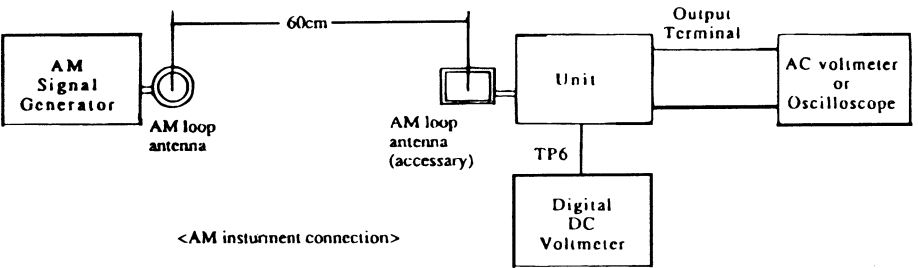 60cm
Output
Terminal
AM
Signal
Generator
Unit
AC voltmeter
or
Oscilloscope
AM loop
antenna
AM loop
antenna
(accessary)
TP6
Digital
DC
Voltmeter
<AM insturment connection>